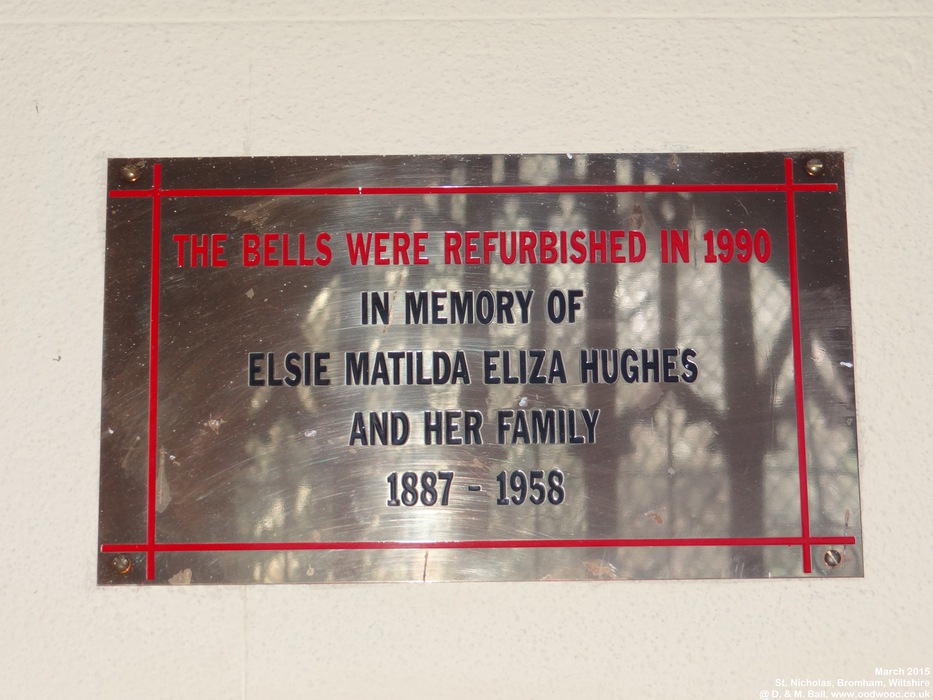 THE BELLS WERE REFURBISHED IN 1990
IN MEMORY OF
ELSIE MATILDA ELIZA HUGHES
AND HER FAMILY
1887 - 1958
March 2015
St. Nicholas, Bromham, Wiltshire
@ D. & M. Ball, www.oodwooc.co.uk